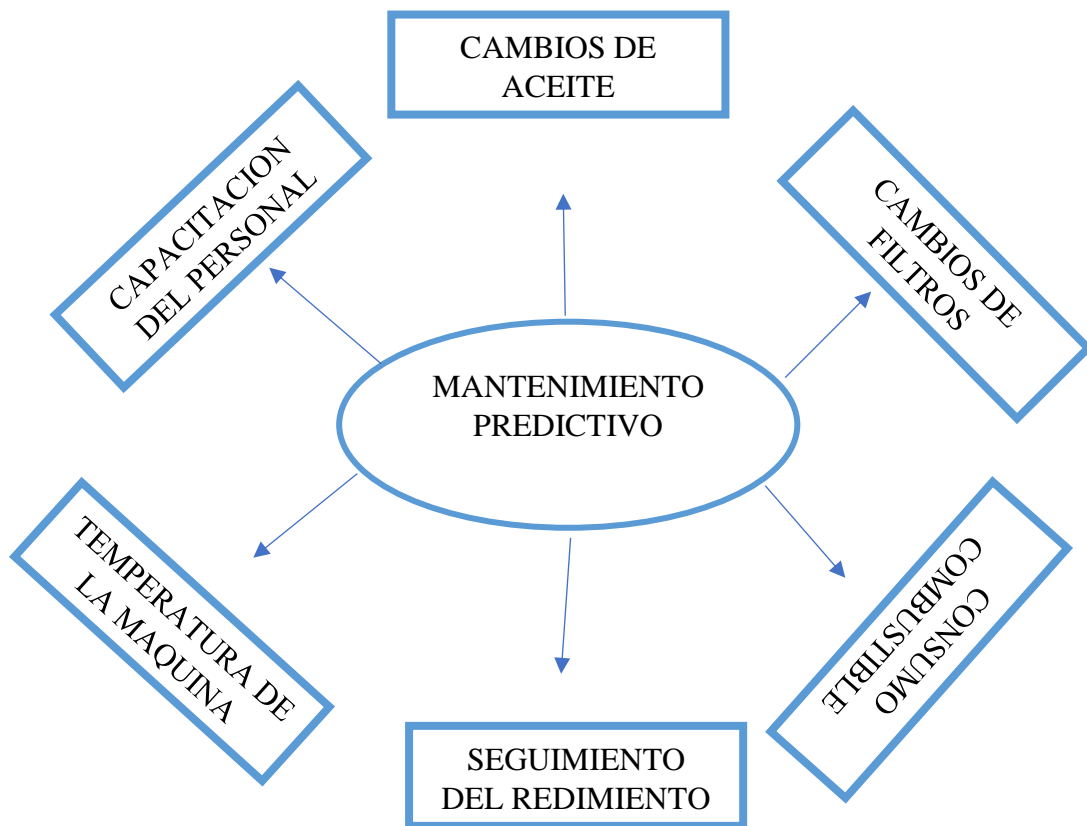 CAMBIOS DE
ACEITE
CAPACITACION
DEL PERSONAL
CAMBIOS DE
FILTROS
MANTENIMIENTO
PREDICTIVO
TEMPERATURA DE
LA MAQUINA
CONSUMO
COMBUSTIBLE
SEGUIMIENTO
DEL REDIMIENTO